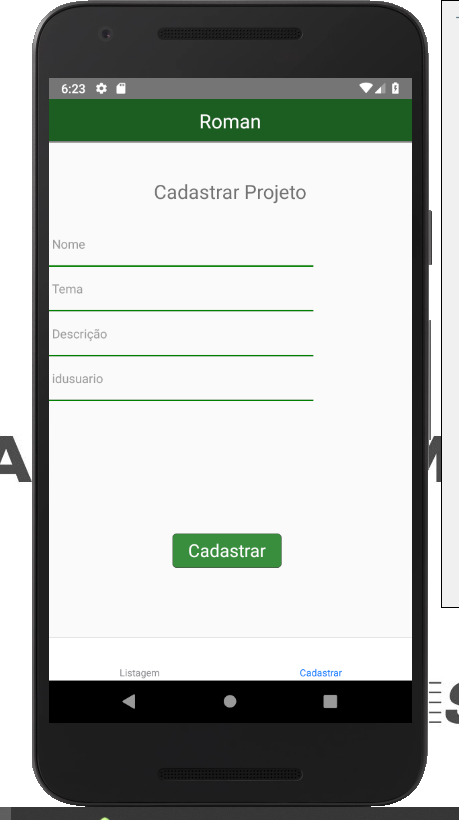 6:23
Roman
Cadastrar Projeto
Nome
Tema
Descrição
idusuario
A
M
Cadastrar
Listagem
Cadastrar
S